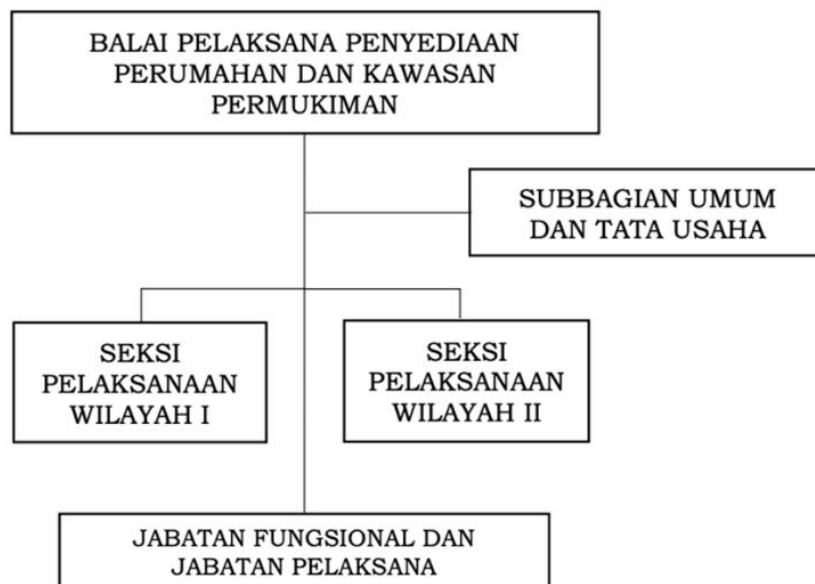 BALAI PELAKSANA PENYEDIAAN
PERUMAHAN DAN KAWASAN
PERMUKIMAN
SUBBAGIAN UMUM
DAN TATA USAHA
SEKSI
PELAKSANAAN
WILAYAH I
SEKSI
PELAKSANAAN
WILAYAH II
JABATAN FUNGSIONAL DAN
JABATAN PELAKSANA